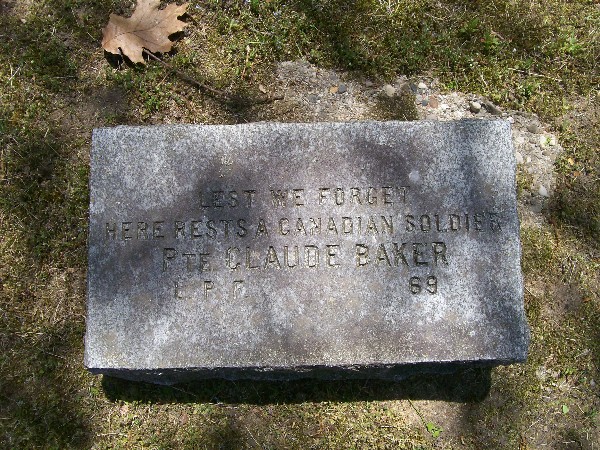 LEST WE FORGET
HERE RESTS A CANADIAN SOLDIER
PTE. CLAUDE BAKER
P. F. 69